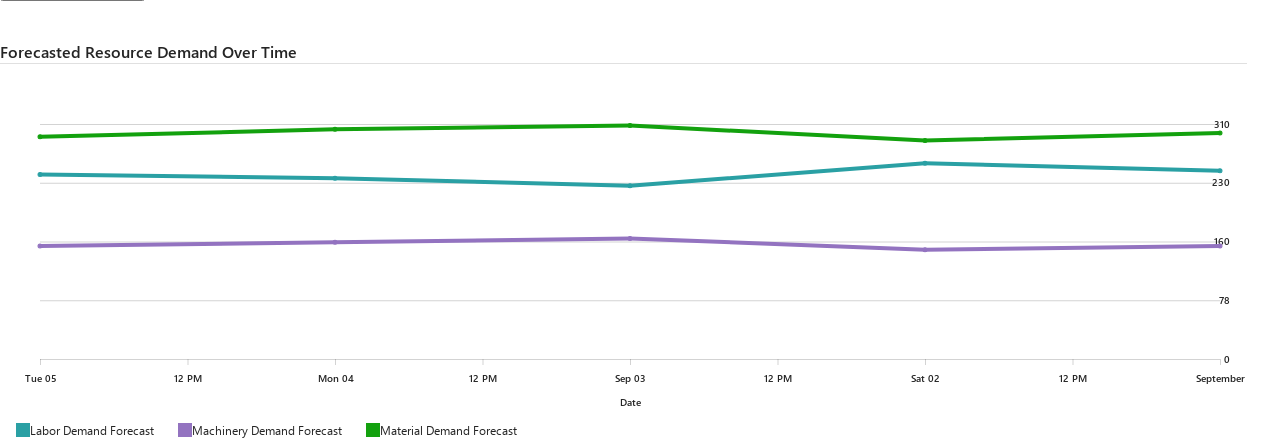 Forecasted Resource Demand Over Time
310
230
160
78
0
Tue 05 12 PM Mon 04 12 PM Sep 03 12 PM Sat 02 12 PM September
Date
Labor Demand Forecast Machinery Demand Forecast Material Demand Forecast